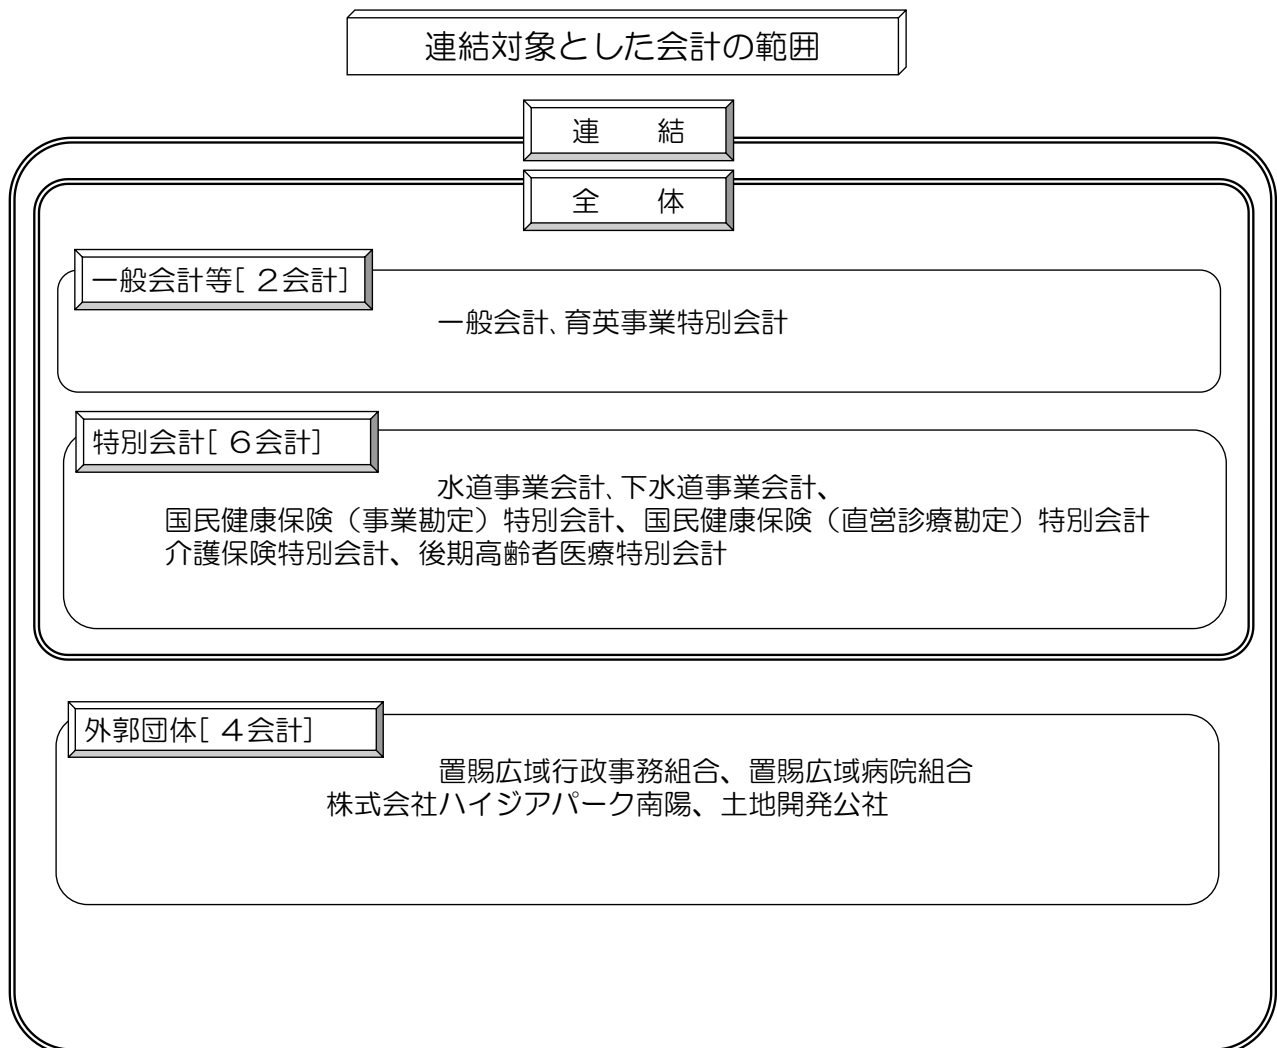 連結対象とした会計の範囲
連　　結
全　　体
一般会計等[ 2会計]
一般会計、育英事業特別会計
特別会計[ 6会計]
水道事業会計、下水道事業会計、
国民健康保険（事業勘定）特別会計、国民健康保険（直営診療勘定）特別会計
介護保険特別会計、後期高齢者医療特別会計
外郭団体[ 4会計]
置賜広域行政事務組合、置賜広域病院組合
株式会社ハイジアパーク南陽、土地開発公社